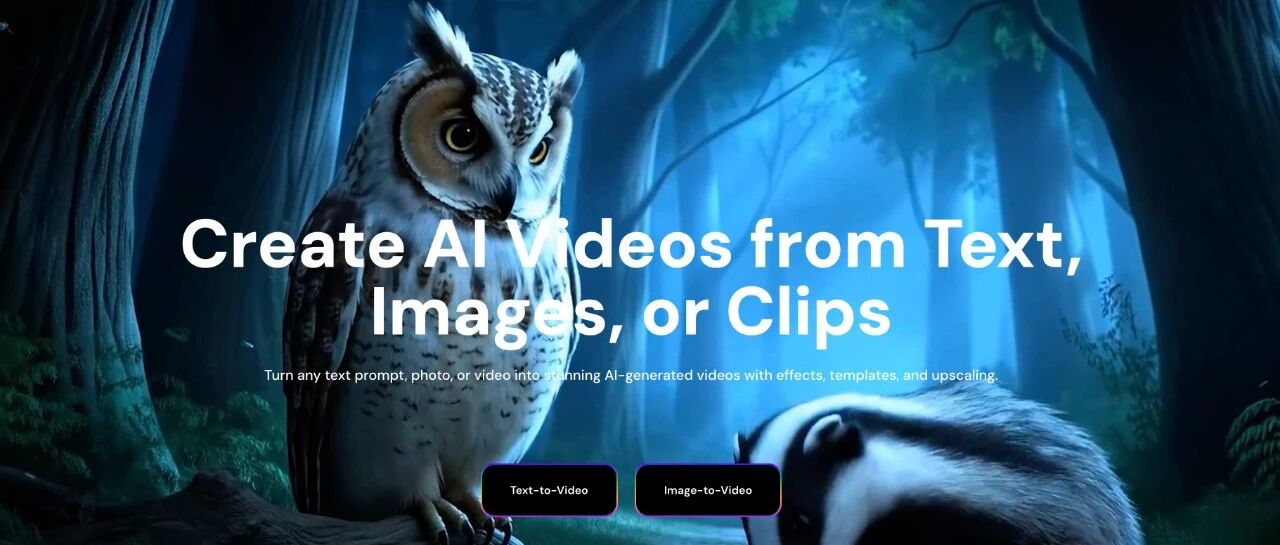 Create AI Videos from Text,
Images, or Clips
Turn any text prompt, photo, or video into stunning AI-generated videos with effects, templates, and upscaling.
Text-to-Video
Image-to-Video